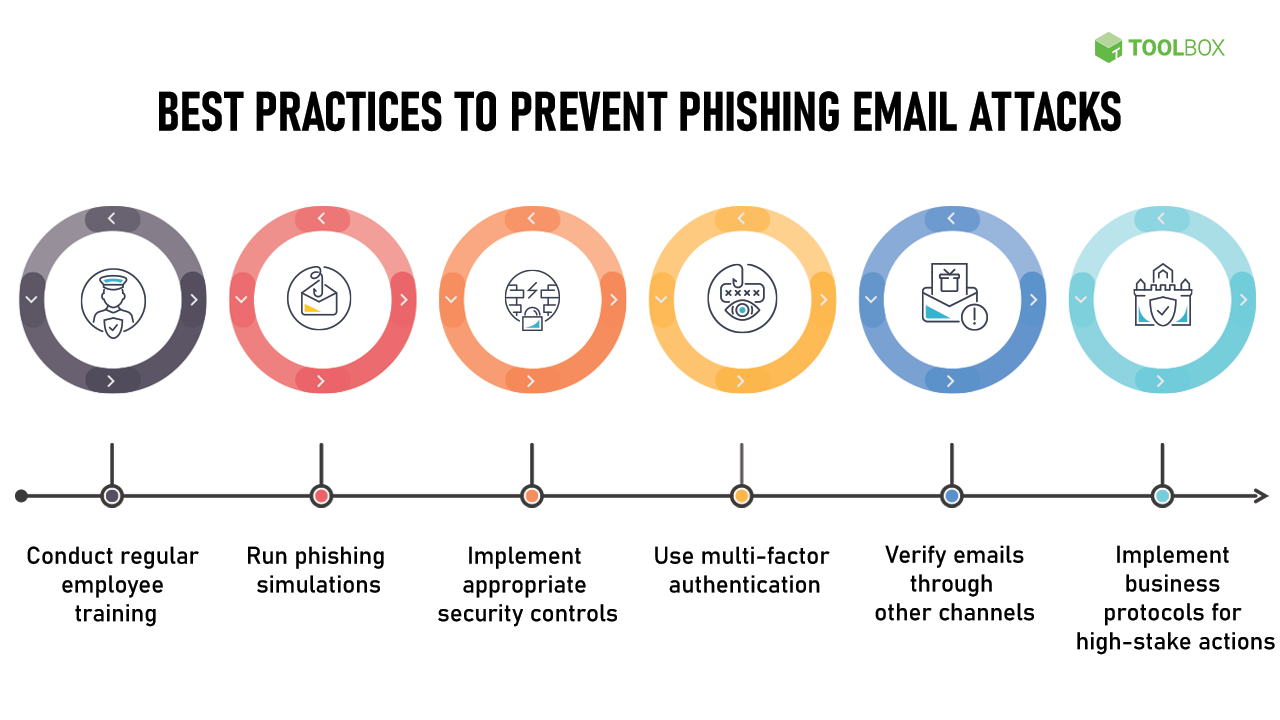 TOOLBOX
BEST PRACTICES TO PREVENT PHISHING EMAIL ATTACKS
Conduct regular
employee
training
Run phishing
simulations
Implement
appropriate
security controls
Use multi-factor
authentication
Verify emails
through
other channels
Implement
business
protocols for
high-stake actions